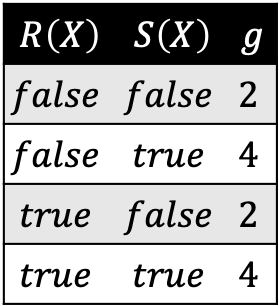 R(X) S(X) g
false false 2
false true 4
true false 2
true true 4